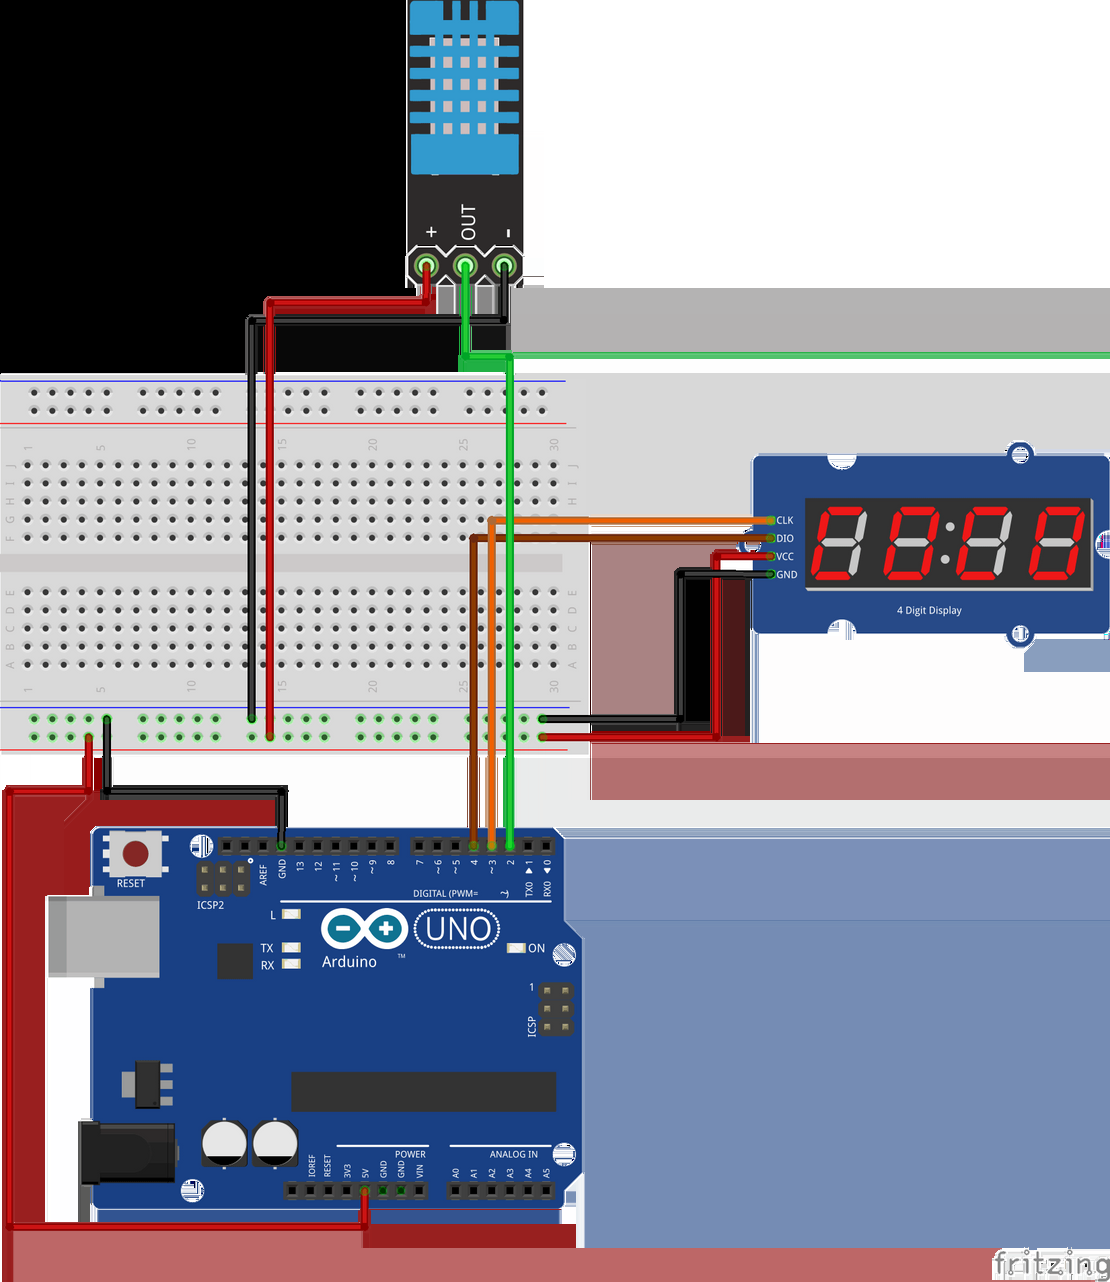 + OUT -
1 5 10 15 20 25 30
J J
I I
H H
G G
F F
CLK
DIO
VCC
GND
4 Digit Display
E E
D D
C C
B B
A A
1 5 10 15 20 25 30
RESET
ICSP2
AREF GND 13 12 ~11 ~10 ~9 8 7 ~6 ~5 4 ~3 2 TX0 1 RX0 0
DIGITAL (PWM= ~)
L
TX
RX
UNO
ON
Arduino
TM
1
ICSP
POWER
ANALOG IN
IOREF RESET 3V3 5V GND GND VIN A0 A1 A2 A3 A4 A5
fritzing